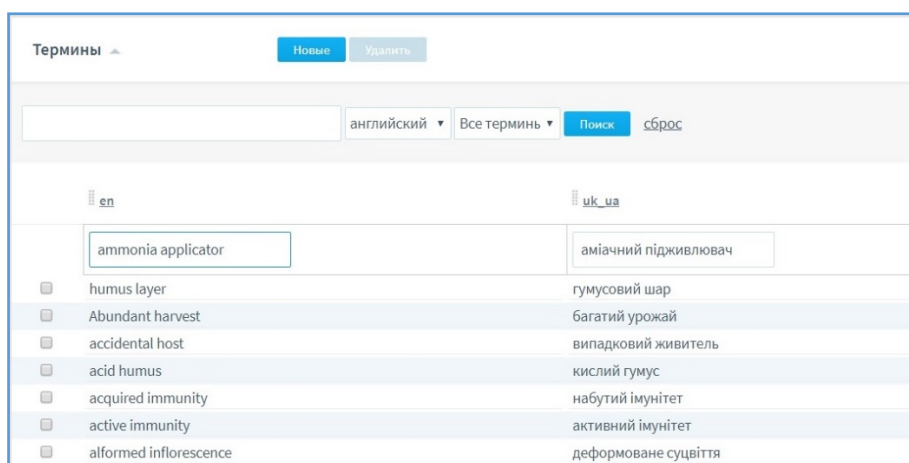 Термины
Новые Удалить
английский Все терминь Поиск сброс
en uk_ua
ammonia applicator аміачний підживлювач
humus layer гумусовий шар
Abundant harvest багатий урожай
accidental host випадковий живитель
acid humus кислий гумус
acquired immunity набутий імунітет
active immunity активний імунітет
alformed inflorescence деформоване суцвіття